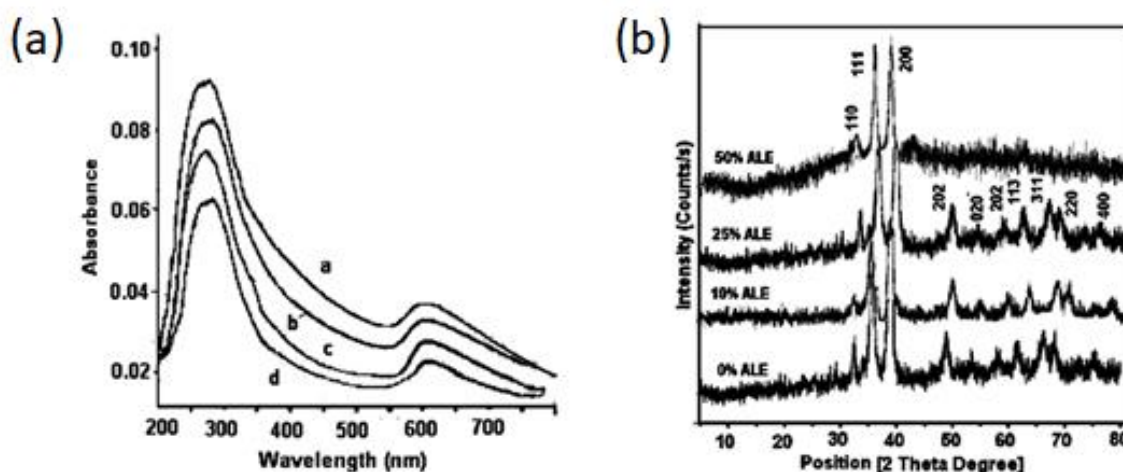 (a)
0.10
0.08
0.06
0.04
0.02
Absorbance
a
b
c
d
200 300 400 500 600 700
Wavelength (nm)
(b)
111
200
110
50% ALE
202
020
202
113
311
220
400
25% ALE
10% ALE
0% ALE
Intensity (Counts/s)
10 30 40 50 60 70 80
Position [2 Theta Degree]